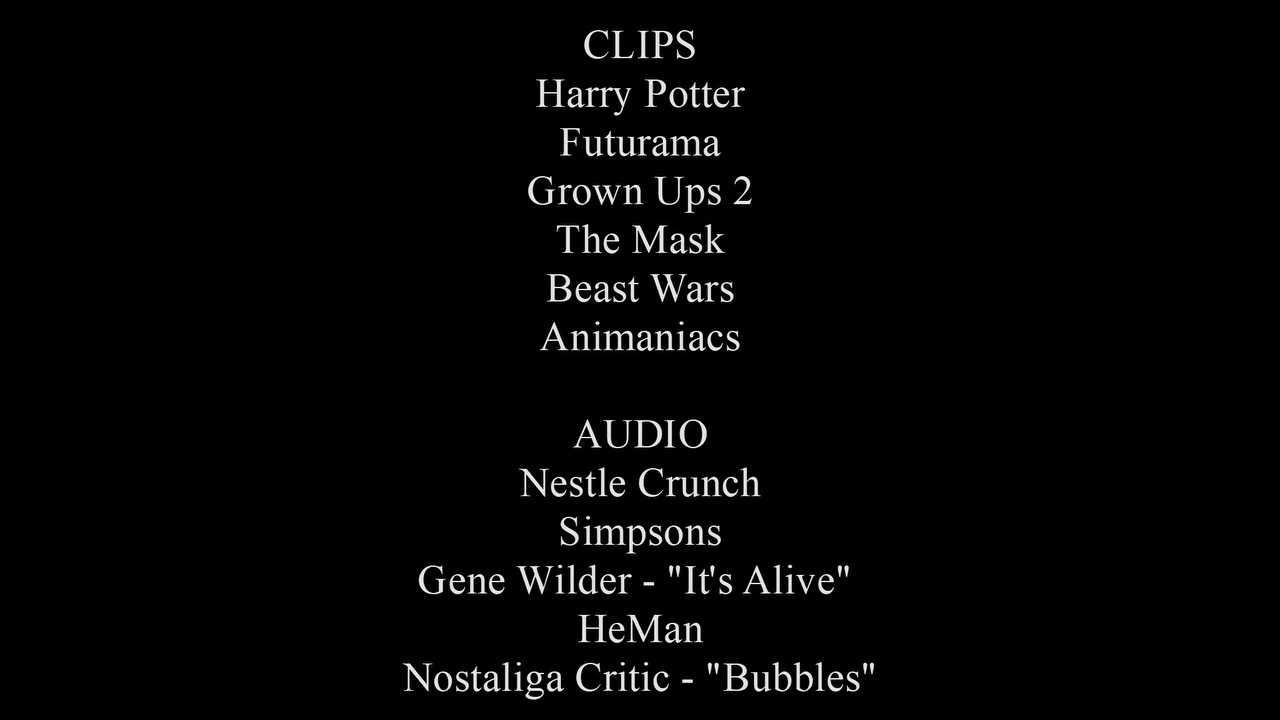 CLIPS
Harry Potter
Futurama
Grown Ups 2
The Mask
Beast Wars
Animaniacs
AUDIO
Nestle Crunch
Simpsons
Gene Wilder - "It's Alive"
HeMan
Nostaliga Critic - "Bubbles"